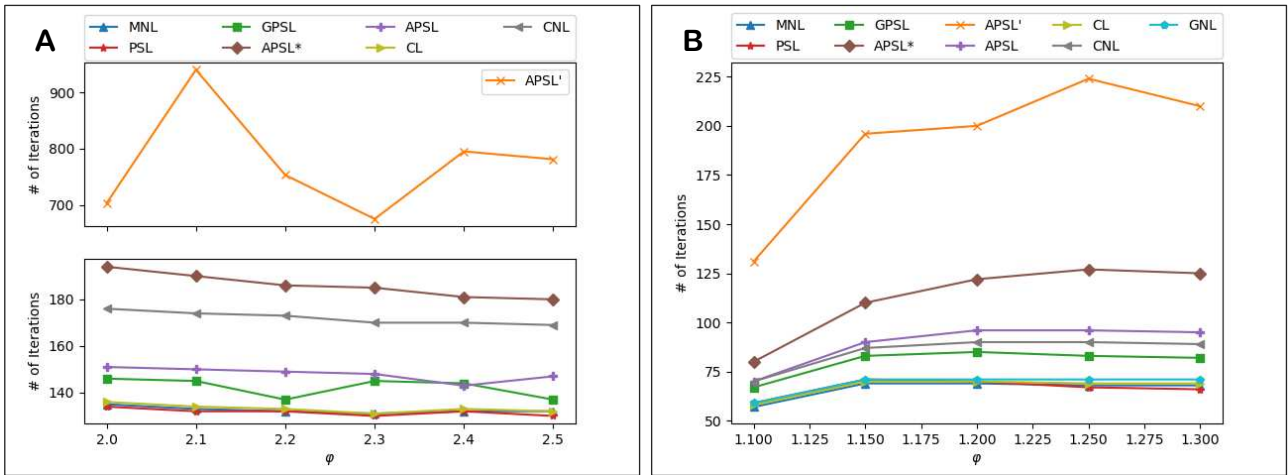 A
MNL GPSL APSL CNL
PSL APSL* CL
APSL'
900
800
700
# of Iterations
180
160
140
# of Iterations
2.0 2.1 2.2 2.3 2.4 2.5
φ
B
MNL GPSL APSL' CL GNL
PSL APSL* APSL CNL
225
200
175
150
125
100
75
50
# of Iterations
1.100 1.125 1.150 1.175 1.200 1.225 1.250 1.275 1.300
φ